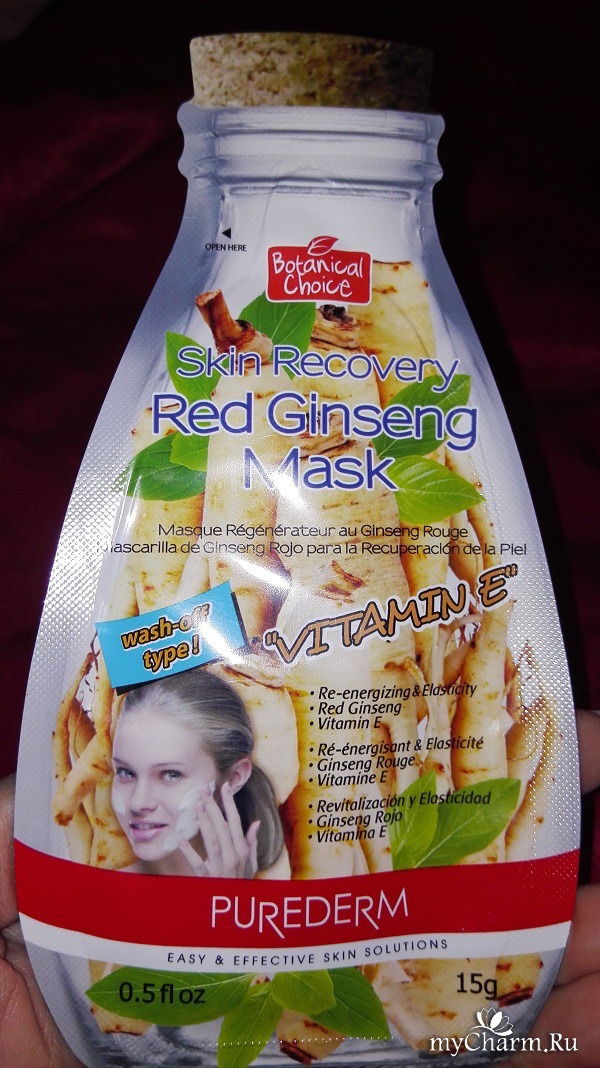 OPEN HERE
Botanical
Choice
Skin Recovery
Red Ginseng
Mask
Masque Régénérateur au Ginseng Rouge
Mascarilla de Ginseng Rojo para la Recuperación de la Piel
wash-off
type!
"VITAMIN E"
• Re-energizing & Elasticity
• Red Ginseng
• Vitamin E
• Ré-énergisant & Elasticité
• Ginseng Rouge
• Vitamine E
• Revitalización y Elasticidad
• Ginseng Rojo
• Vitamina E
PUREDERM
EASY & EFFECTIVE SKIN SOLUTIONS
0.5 fl oz
15g
myCharm.Ru